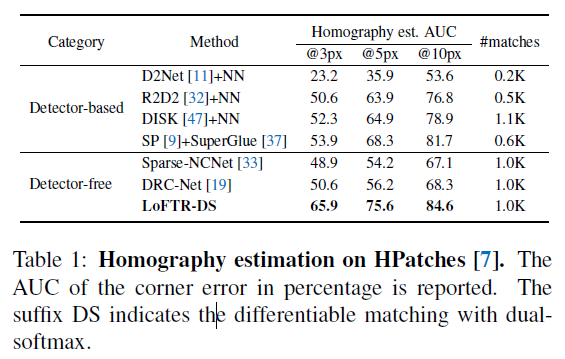 Category Method Homography est. AUC #matches
@3px @5px @10px
Detector-based D2Net [11]+NN 23.2 35.9 53.6 0.2K
R2D2 [32]+NN 50.6 63.9 76.8 0.5K
DISK [47]+NN 52.3 64.9 78.9 1.1K
SP [9]+SuperGlue [37] 53.9 68.3 81.7 0.6K
Detector-free Sparse-NCNet [33] 48.9 54.2 67.1 1.0K
DRC-Net [19] 50.6 56.2 68.3 1.0K
LoFTR-DS 65.9 75.6 84.6 1.0K
Table 1: Homography estimation on HPatches [7]. The
AUC of the corner error in percentage is reported. The
suffix DS indicates the differentiable matching with dual-
softmax.